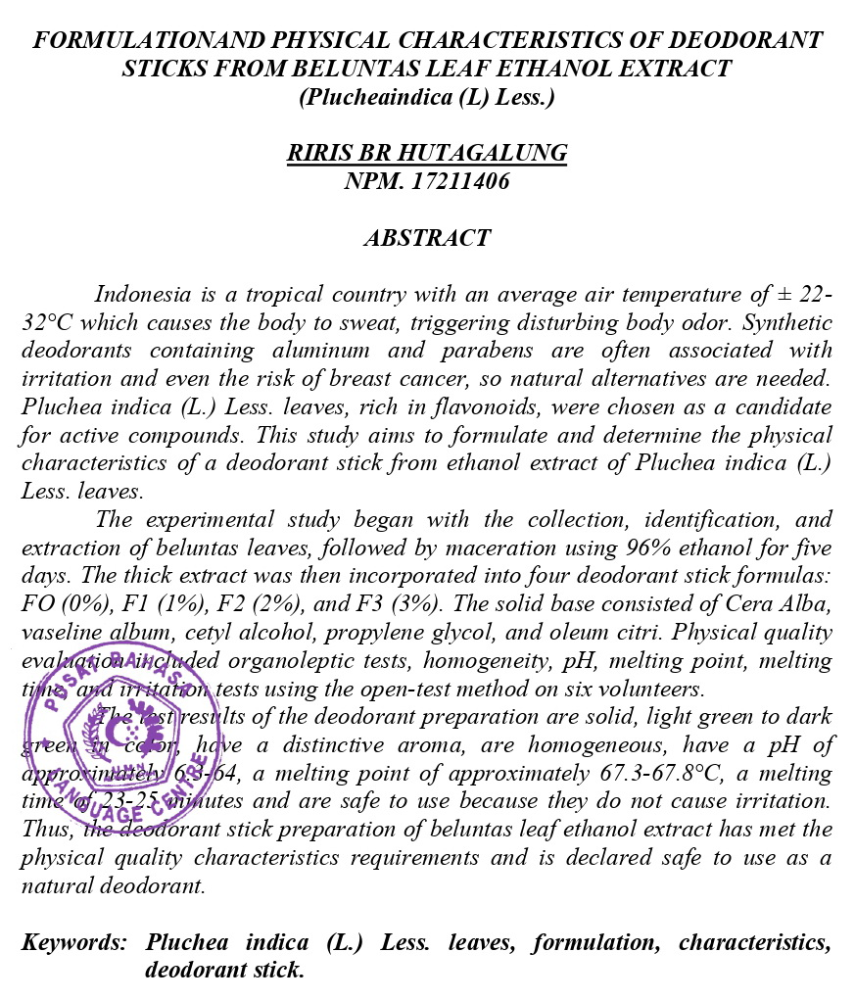 FORMULATIONAND PHYSICAL CHARACTERISTICS OF DEODORANT
STICKS FROM BELUNTAS LEAF ETHANOL EXTRACT
(Plucheaindica (L) Less.)
RIRIS BR HUTAGALUNG
NPM. 17211406
ABSTRACT
Indonesia is a tropical country with an average air temperature of ± 22-
32°C which causes the body to sweat, triggering disturbing body odor. Synthetic
deodorants containing aluminum and parabens are often associated with
irritation and even the risk of breast cancer, so natural alternatives are needed.
Pluchea indica (L.) Less. leaves, rich in flavonoids, were chosen as a candidate
for active compounds. This study aims to formulate and determine the physical
characteristics of a deodorant stick from ethanol extract of Pluchea indica (L.)
Less. leaves.
The experimental study began with the collection, identification, and
extraction of beluntas leaves, followed by maceration using 96% ethanol for five
days. The thick extract was then incorporated into four deodorant stick formulas:
FO (0%), F1 (1%), F2 (2%), and F3 (3%). The solid base consisted of Cera Alba,
vaseline album, cetyl alcohol, propylene glycol, and oleum citri. Physical quality
evaluation included organoleptic tests, homogeneity, pH, melting point, melting
time, and irritation tests using the open-test method on six volunteers.
The test results of the deodorant preparation are solid, light green to dark
green in color, have a distinctive aroma, are homogeneous, have a pH of
approximately 6.3-64, a melting point of approximately 67.3-67.8°C, a melting
time of 23-25 minutes and are safe to use because they do not cause irritation.
Thus, the deodorant stick preparation of beluntas leaf ethanol extract has met the
physical quality characteristics requirements and is declared safe to use as a
natural deodorant.
Keywords: Pluchea indica (L.) Less. leaves, formulation, characteristics,
deodorant stick.
PUSAT BAHASA
LANGUAGE CENTRE